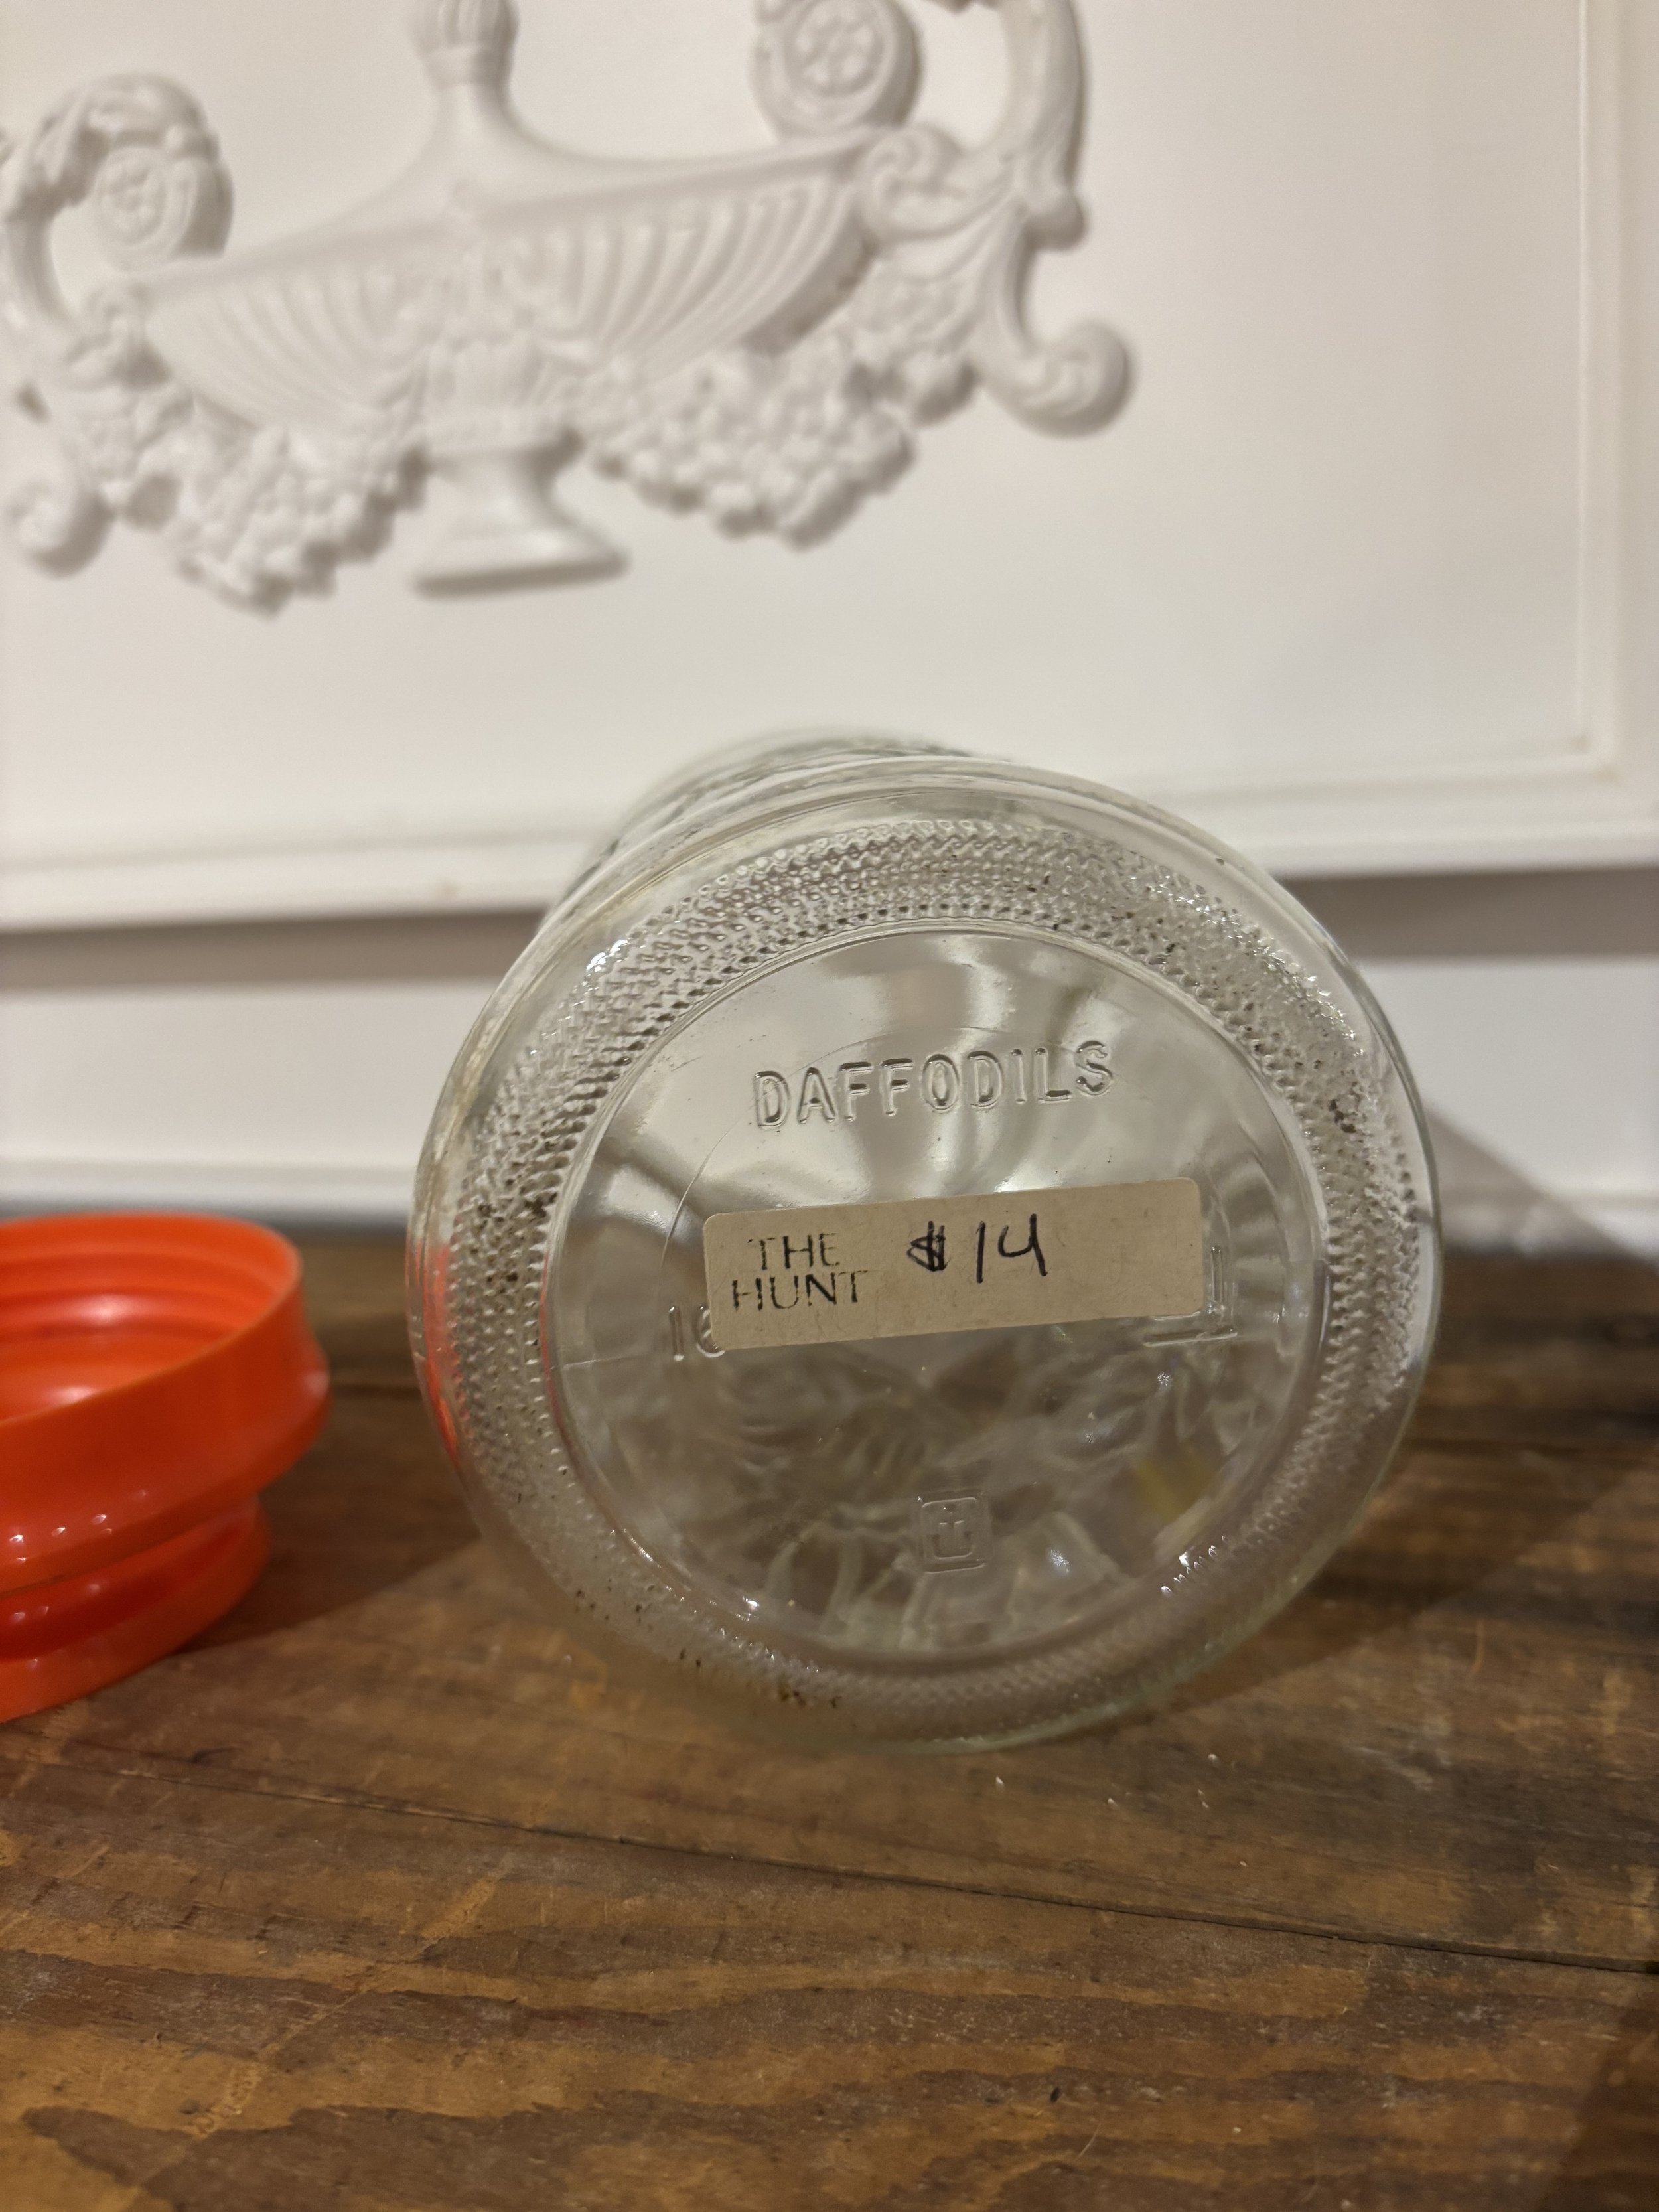 DAFFODILS
THE $14
HUNT